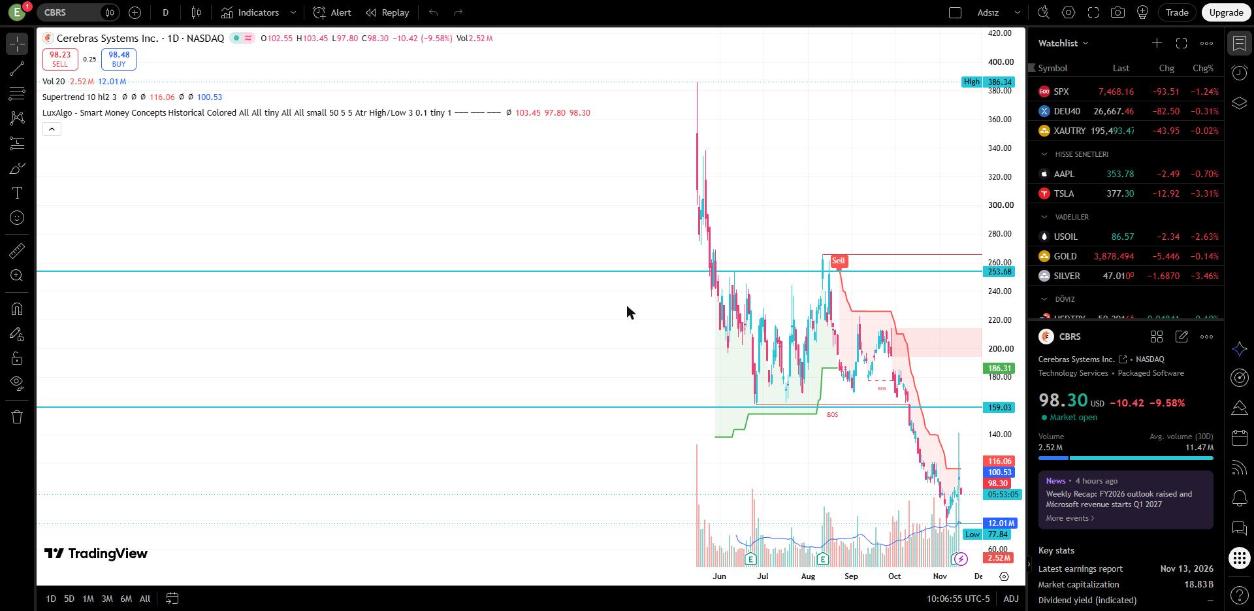 E 1 CBRS D Indicators Alert Replay Adsız Trade Upgrade
Cerebras Systems Inc. · 1D · NASDAQ O102.55 H103.45 L97.80 C98.30 −10.42 (−9.58%) Vol2.52M
98.23 SELL 0.25 98.48 BUY
Vol 20 2.52M 12.01M
Supertrend 10 hl2 3 Ø Ø Ø 116.06 Ø Ø 100.53
LuxAlgo - Smart Money Concepts Historical Colored All All tiny All All small 50 5 5 Atr High/Low 3 0.1 tiny 1 — — — — Ø 103.45 97.80 98.30
420.00
400.00
High 386.34
380.00
360.00
340.00
320.00
300.00
280.00
260.00
253.68
240.00
220.00
200.00
186.31
180.00
159.03
140.00
116.06
100.53
98.30
05:53:05
12.01M
Low 77.84
60.00
2.52M
Sell
BOS
E E
TradingView
Jun Jul Aug Sep Oct Nov De
1D 5D 1M 3M 6M All 10:06:55 UTC-5 ADJ
Watchlist
Symbol Last Chg Chg%
SPX 7,468.16 −93.51 −1.24%
DEU40 26,667.46 −82.50 −0.31%
XAUTRY 195,493.47 −43.95 −0.02%
HISSE SENETLERI
AAPL 353.78 −2.49 −0.70%
TSLA 377.30 −12.92 −3.31%
VADELILER
USOIL 86.57 −2.34 −2.63%
GOLD 3,878.494 −5.446 −0.14%
SILVER 47.0109 −1.6870 −3.46%
DÖVIZ
CBRS
Cerebras Systems Inc. • NASDAQ
Technology Services • Packaged Software
98.30 USD −10.42 −9.58%
Market open
Volume Avg. volume (30D)
2.52M 11.47M
News • 4 hours ago
Weekly Recap: FY2026 outlook raised and
Microsoft revenue starts Q1 2027
More events
Key stats
Latest earnings report Nov 13, 2026
Market capitalization 18.83B
Dividend yield (indicated) —